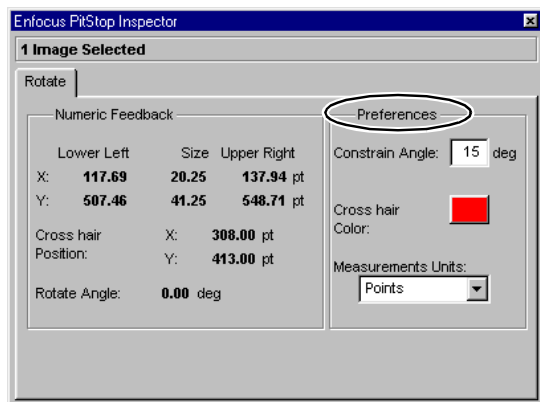 Enfocus PitStop Inspector
1 Image Selected
Rotate
Numeric Feedback
Lower Left Size Upper Right
X: 117.69 20.25 137.94 pt
Y: 507.46 41.25 548.71 pt
Cross hair Position: X: 308.00 pt
Y: 413.00 pt
Rotate Angle: 0.00 deg
Preferences
Constrain Angle: 15 deg
Cross hair
Color:
Measurements Units:
Points